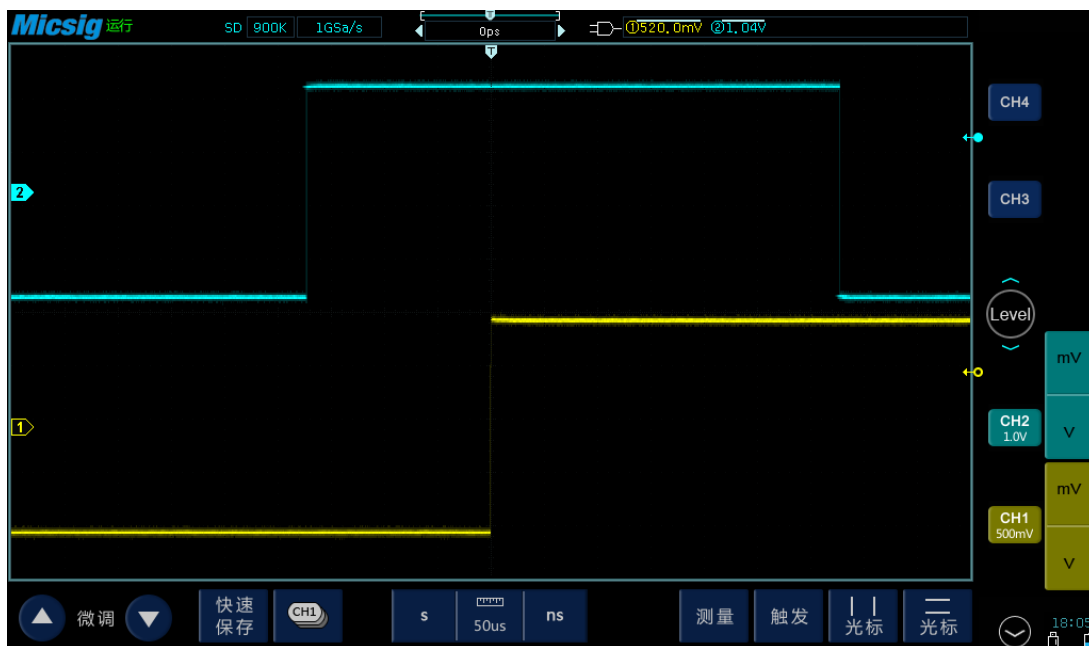 Micsig 运行 SD 900K 1GSa/s T 0ps ①520.0mV ②1.04V
T
CH4
2
CH3
Level
mV
1
CH2
1.0V
V
mV
CH1
500mV
V
微调
快速
保存
CH1
s
50us
ns
测量
触发
光标
光标
18:05